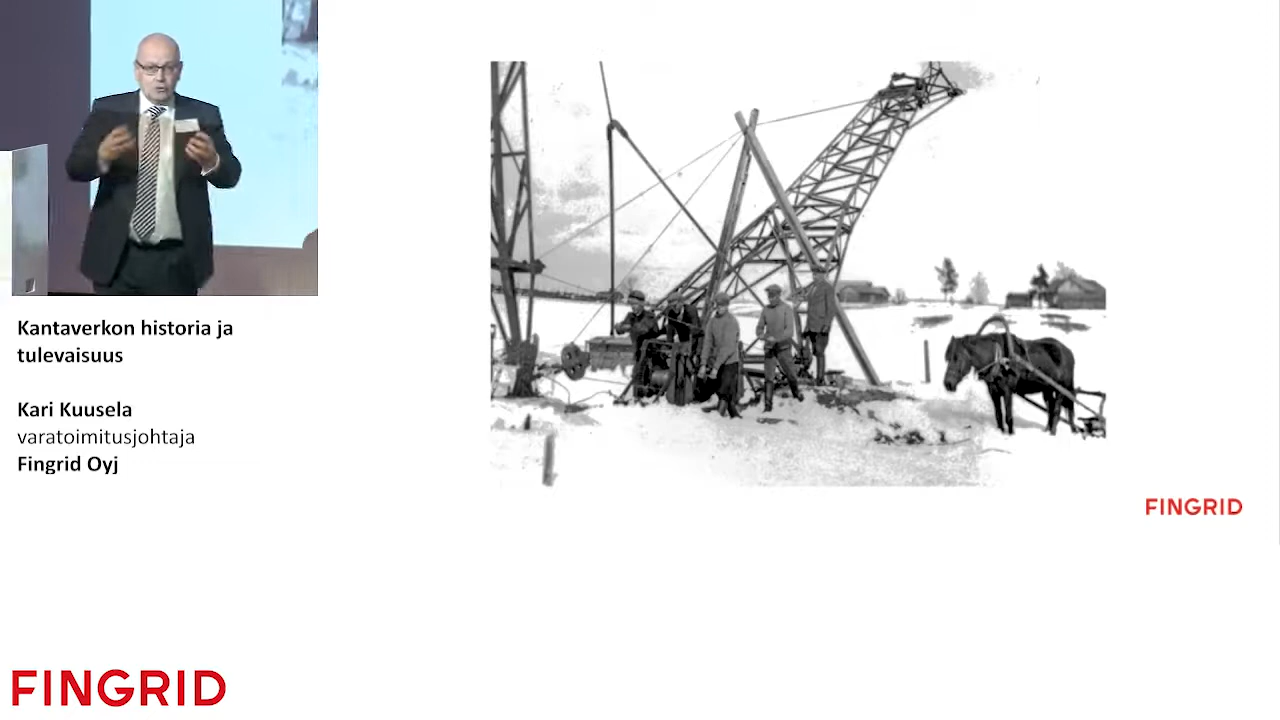 Kantaverkon historia ja
tulevaisuus
Kari Kuusela
varatoimitusjohtaja
Fingrid Oyj
FINGRID
FINGRID